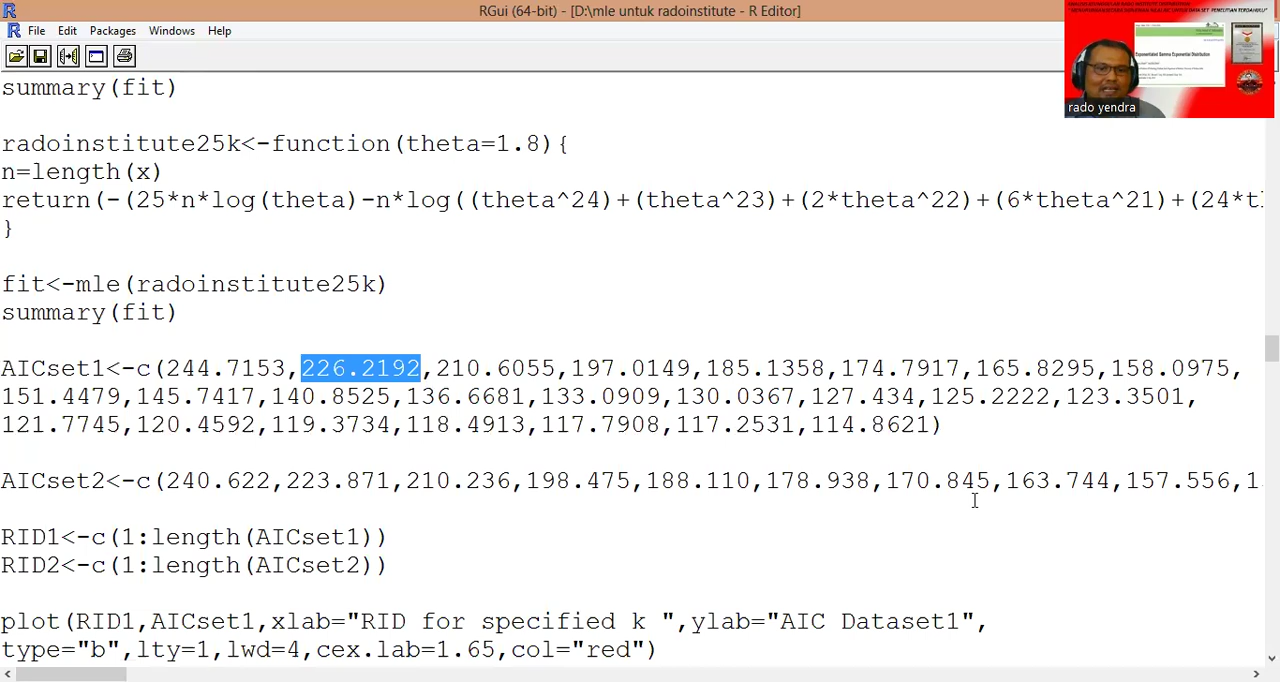 RGui (64-bit) - [D:\mle untuk radoinstitute - R Editor]
File Edit Packages Windows Help
summary(fit)
radoinstitute25k<-function(theta=1.8){
n=length(x)
return(-(25*n*log(theta)-n*log((theta^24)+(theta^23)+(2*theta^22)+(6*theta^21)+(24*t
}
fit<-mle(radoinstitute25k)
summary(fit)
AICset1<-c(244.7153,226.2192,210.6055,197.0149,185.1358,174.7917,165.8295,158.0975,
151.4479,145.7417,140.8525,136.6681,133.0909,130.0367,127.434,125.2222,123.3501,
121.7745,120.4592,119.3734,118.4913,117.7908,117.2531,114.8621)
AICset2<-c(240.622,223.871,210.236,198.475,188.110,178.938,170.845,163.744,157.556,1
RID1<-c(1:length(AICset1))
RID2<-c(1:length(AICset2))
plot(RID1,AICset1,xlab="RID for specified k ",ylab="AIC Dataset1",
type="b",lty=1,lwd=4,cex.lab=1.65,col="red")
Exponentiated Gamma Exponential Distribution
rado yendra